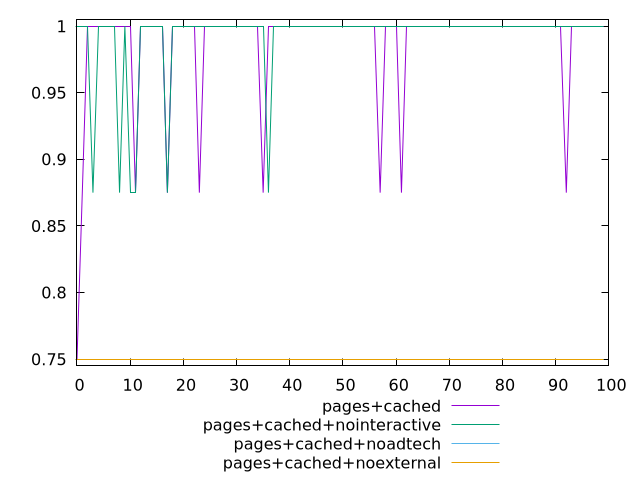 1
0.95
0.9
0.85
0.8
0.75
0 10 20 30 40 50 60 70 80 90 100
pages+cached
pages+cached+nointeractive
pages+cached+noadtech
pages+cached+noexternal